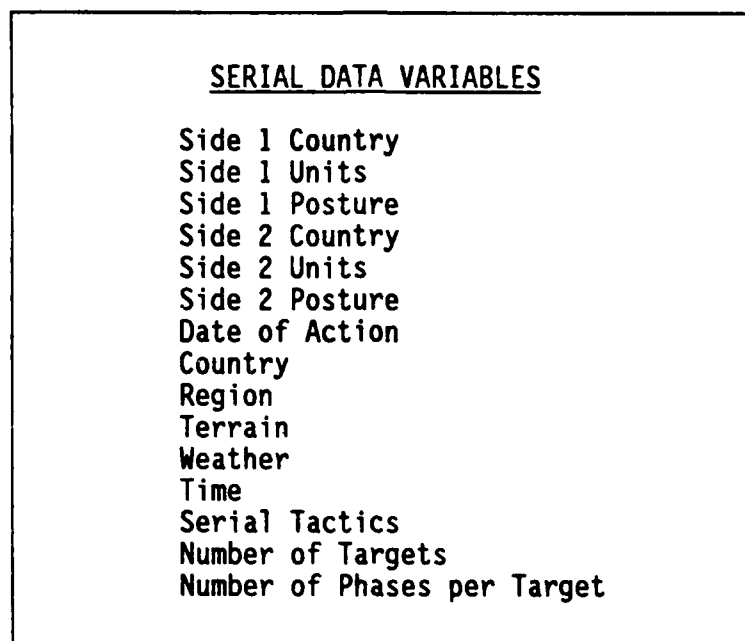 SERIAL DATA VARIABLES
Side 1 Country
Side 1 Units
Side 1 Posture
Side 2 Country
Side 2 Units
Side 2 Posture
Date of Action
Country
Region
Terrain
Weather
Time
Serial Tactics
Number of Targets
Number of Phases per Target